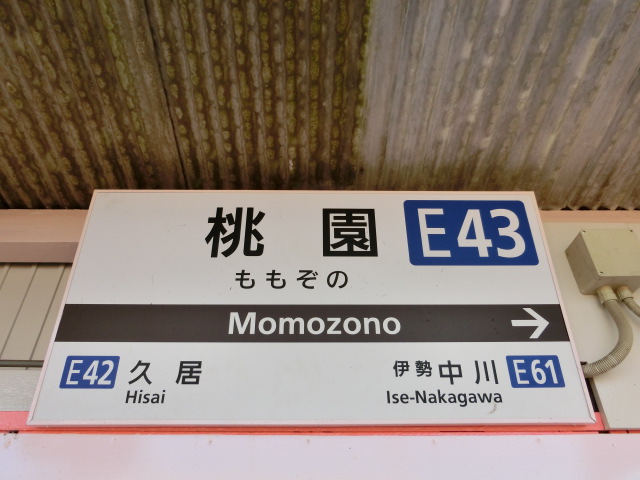 桃園 E43
ももぞの
Momozono →
E42 久居 伊勢中川 E61
Hisai Ise-Nakagawa